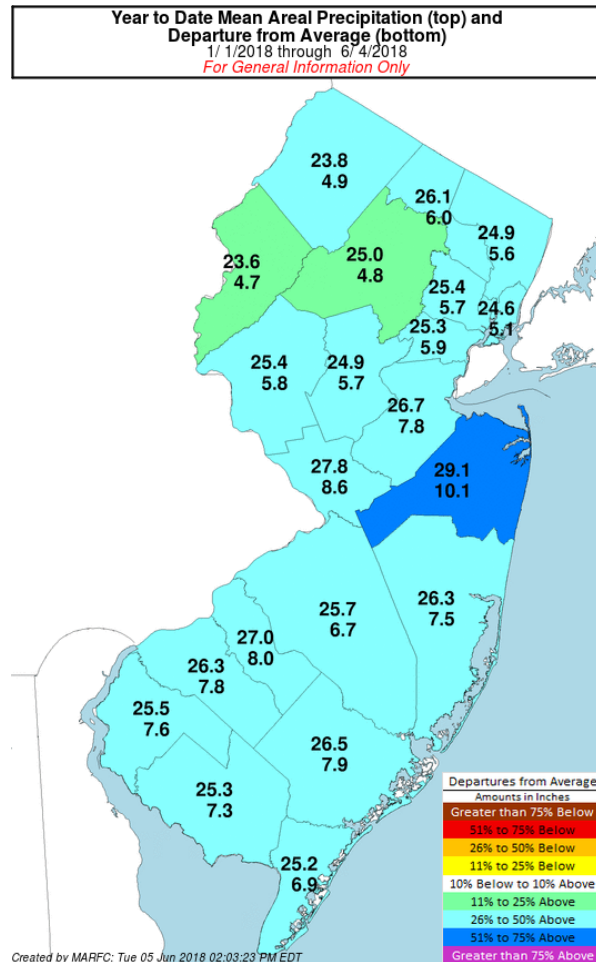 Year to Date Mean Areal Precipitation (top) and
Departure from Average (bottom)
1/ 1/2018 through 6/ 4/2018
For General Information Only
23.8
4.9
26.1
6.0
24.9
5.6
23.6
4.7
25.0
4.8
25.4
5.7
24.6
5.1
25.3
5.9
25.4
5.8
24.9
5.7
26.7
7.8
27.8
8.6
29.1
10.1
25.7
6.7
26.3
7.5
27.0
8.0
26.3
7.8
25.5
7.6
26.5
7.9
25.3
7.3
25.2
6.9
Departures from Average
Amounts in Inches
Greater than 75% Below
51% to 75% Below
26% to 50% Below
11% to 25% Below
10% Below to 10% Above
11% to 25% Above
26% to 50% Above
51% to 75% Above
Greater than 75% Above
Created by MARFC: Tue 05 Jun 2018 02:03:23 PM EDT